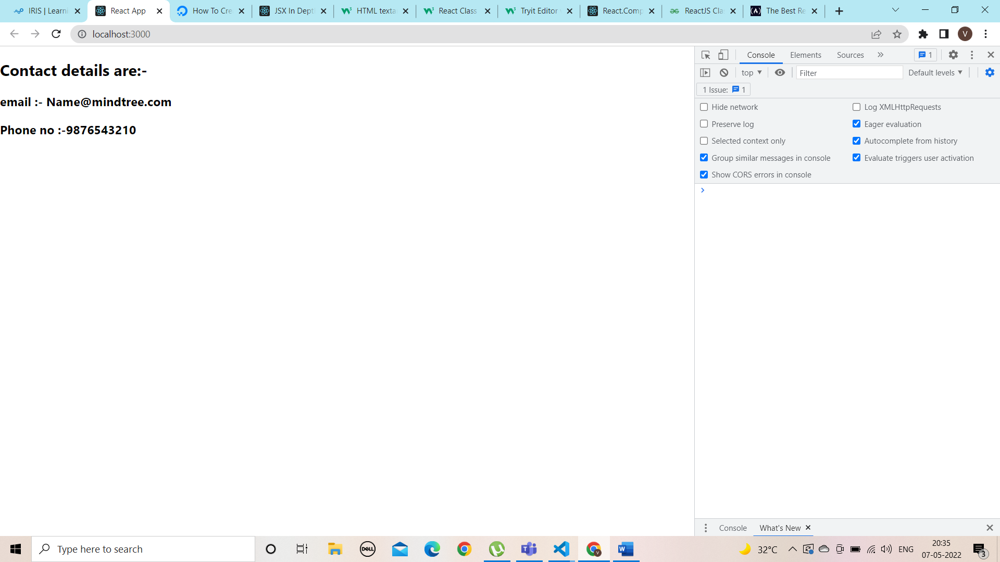 IRIS | Learni
React App
How To Cre
JSX In Dept
HTML texta
React Class
Tryit Editor
React.Comp
ReactJS Cla
The Best Re
localhost:3000
V
Contact details are:-
email :- Name@mindtree.com
Phone no :-9876543210
Console Elements Sources 1
top Filter Default levels
1 Issue: 1
Hide network Log XMLHttpRequests
Preserve log Eager evaluation
Selected context only Autocomplete from history
Group similar messages in console Evaluate triggers user activation
Show CORS errors in console
Console What's New
Type here to search
DELL
32°C
ENG
20:35
07-05-2022
3